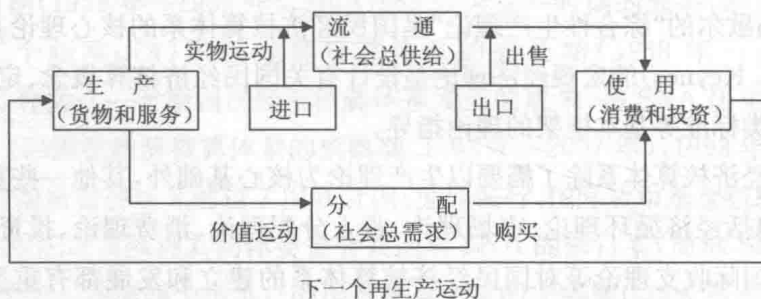 流 通
(社会总供给)
实物运动
出售
生 产
(货物和服务)
进口
出口
使 用
(消费和投资)
分 配
(社会总需求)
价值运动
购买
下一个再生产运动